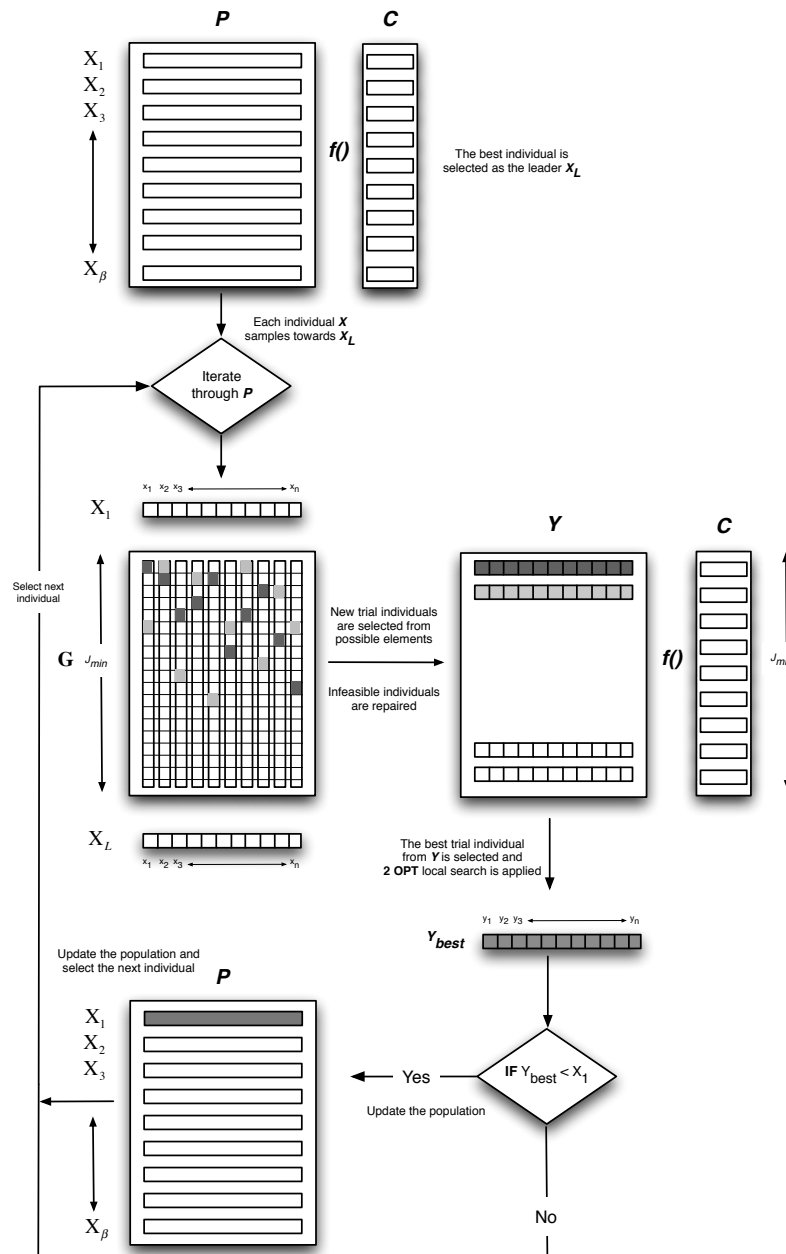 P
C
X1
X2
X3
f()
The best individual is
selected as the leader XL
Xβ
Each individual X
samples towards XL
Iterate
through P
x1 x2 x3 xn
X1
Y
C
Select next
individual
New trial individuals
are selected from
possible elements
G Jmin
f()
Infeasible individuals
are repaired
XL
x1 x2 x3 xn
The best trial individual
from Y is selected and
2 OPT local search is applied
y1 y2 y3 yn
Ybest
Update the population and
select the next individual
P
X1
X2
X3
IF Ybest < X1
Yes
Update the population
Xβ
No